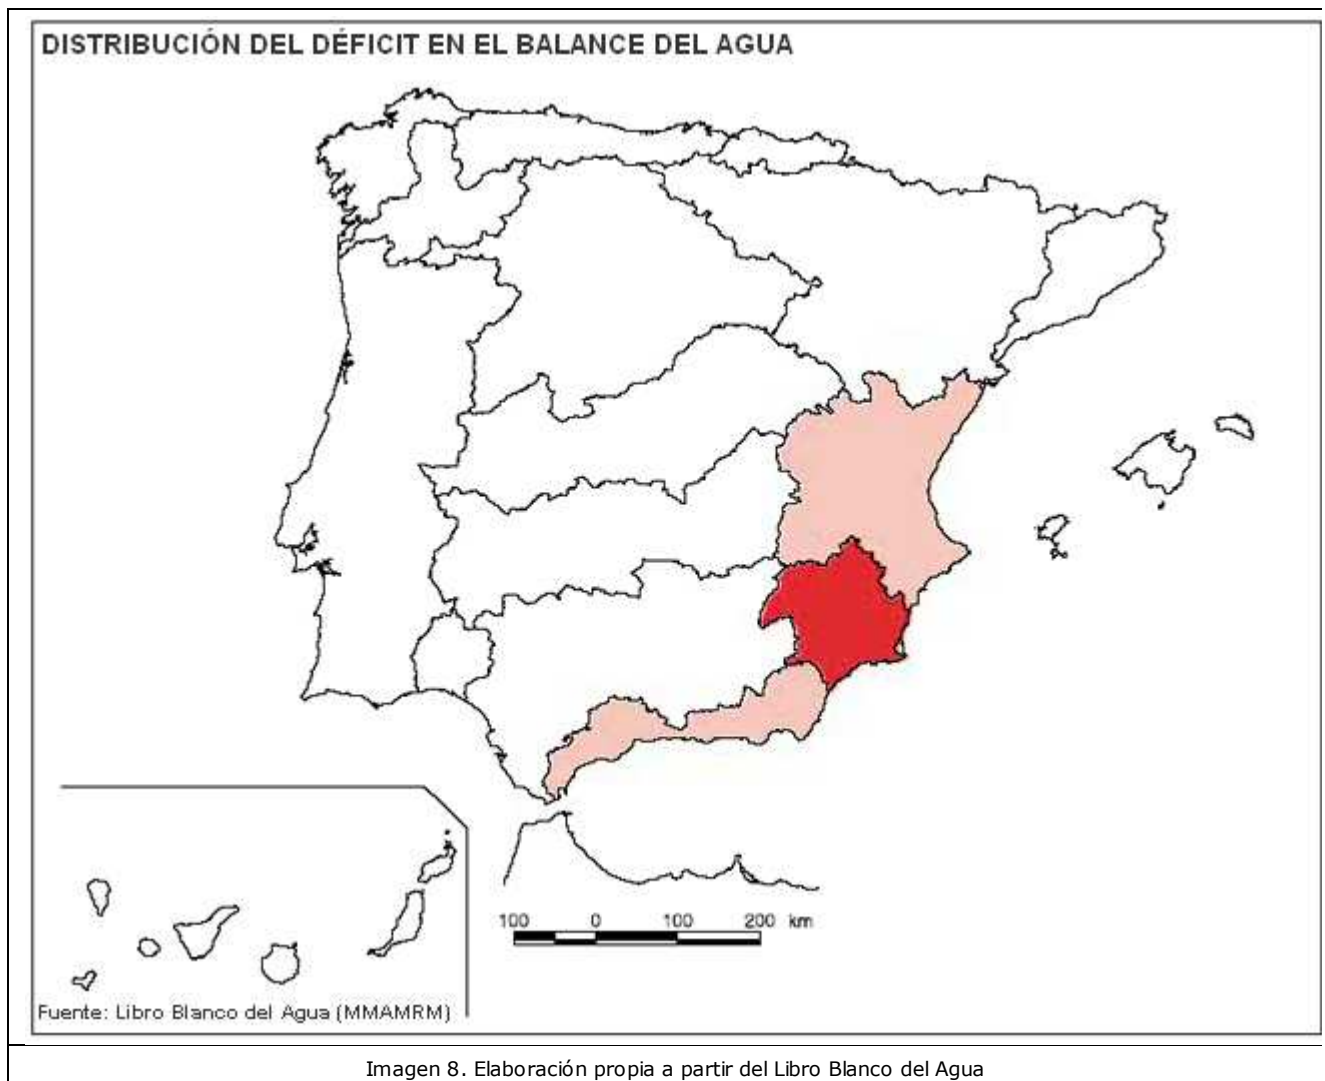 DISTRIBUCIÓN DEL DÉFICIT EN EL BALANCE DEL AGUA
100 0 100 200 km
Fuente: Libro Blanco del Agua (MMAMRM)
Imagen 8. Elaboración propia a partir del Libro Blanco del Agua